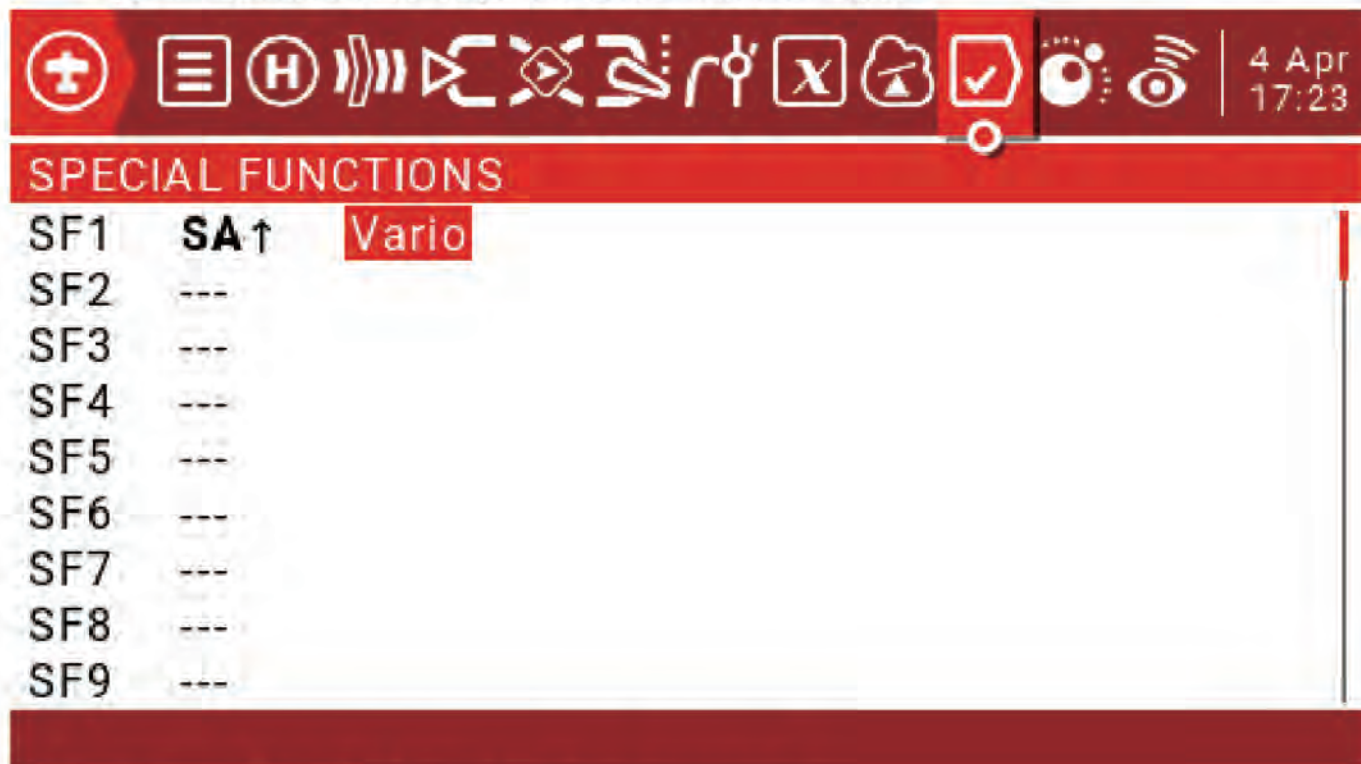 H x 4 Apr
17:23
SPECIAL FUNCTIONS
SF1 SA↑ Vario
SF2 ---
SF3 ---
SF4 ---
SF5 ---
SF6 ---
SF7 ---
SF8 ---
SF9 ---